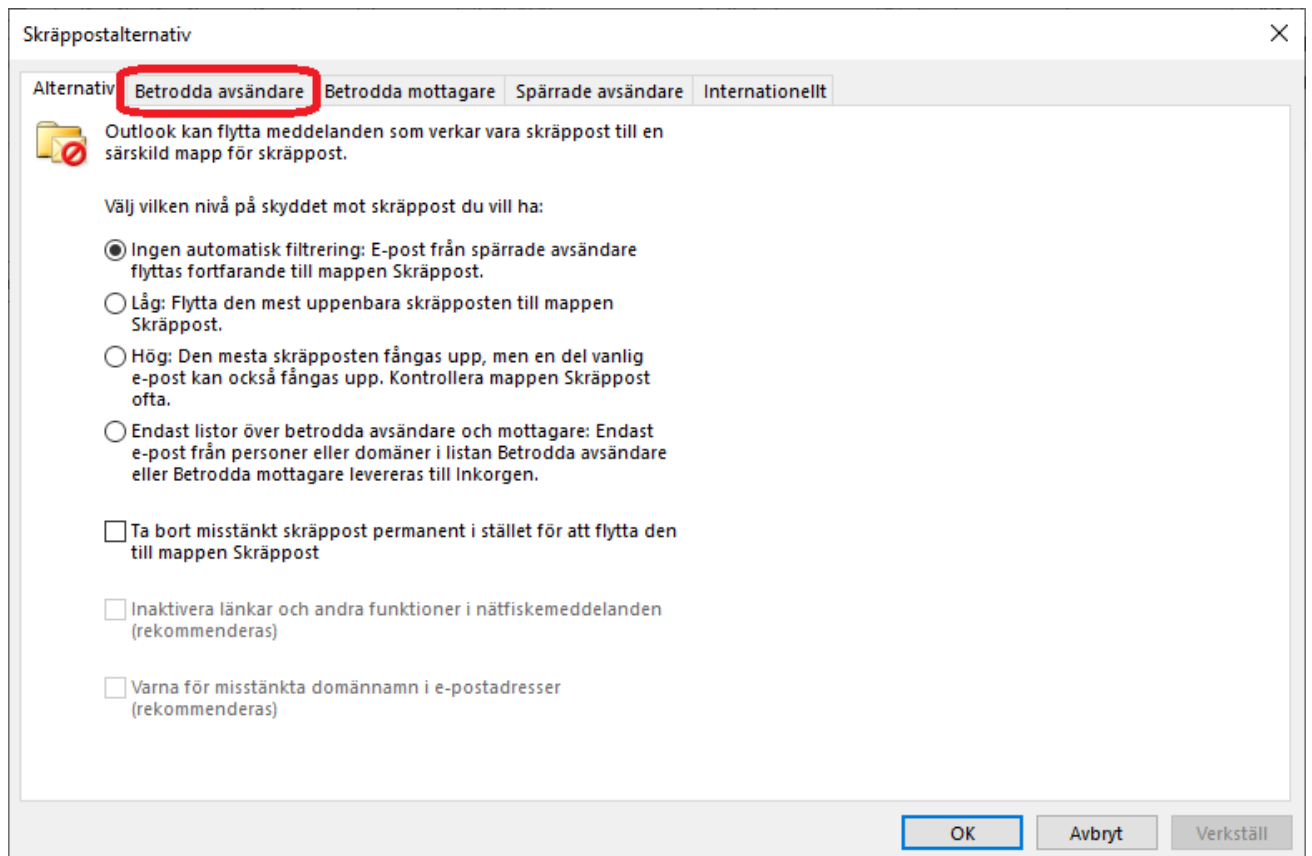 Skräppostalternativ
Alternativ Betrodda avsändare Betrodda mottagare Spärrade avsändare Internationellt
Outlook kan flytta meddelanden som verkar vara skräppost till en
särskild mapp för skräppost.
Välj vilken nivå på skyddet mot skräppost du vill ha:
Ingen automatisk filtrering: E-post från spärrade avsändare
flyttas fortfarande till mappen Skräppost.
Låg: Flytta den mest uppenbara skräpposten till mappen
Skräppost.
Hög: Den mesta skräpposten fångas upp, men en del vanlig
e-post kan också fångas upp. Kontrollera mappen Skräppost
ofta.
Endast listor över betrodda avsändare och mottagare: Endast
e-post från personer eller domäner i listan Betrodda avsändare
eller Betrodda mottagare levereras till Inkorgen.
Ta bort misstänkt skräppost permanent i stället för att flytta den
till mappen Skräppost
Inaktivera länkar och andra funktioner i nätfiskemeddelanden
(rekommenderas)
Varna för misstänkta domännamn i e-postadresser
(rekommenderas)
OK Avbryt Verkställ